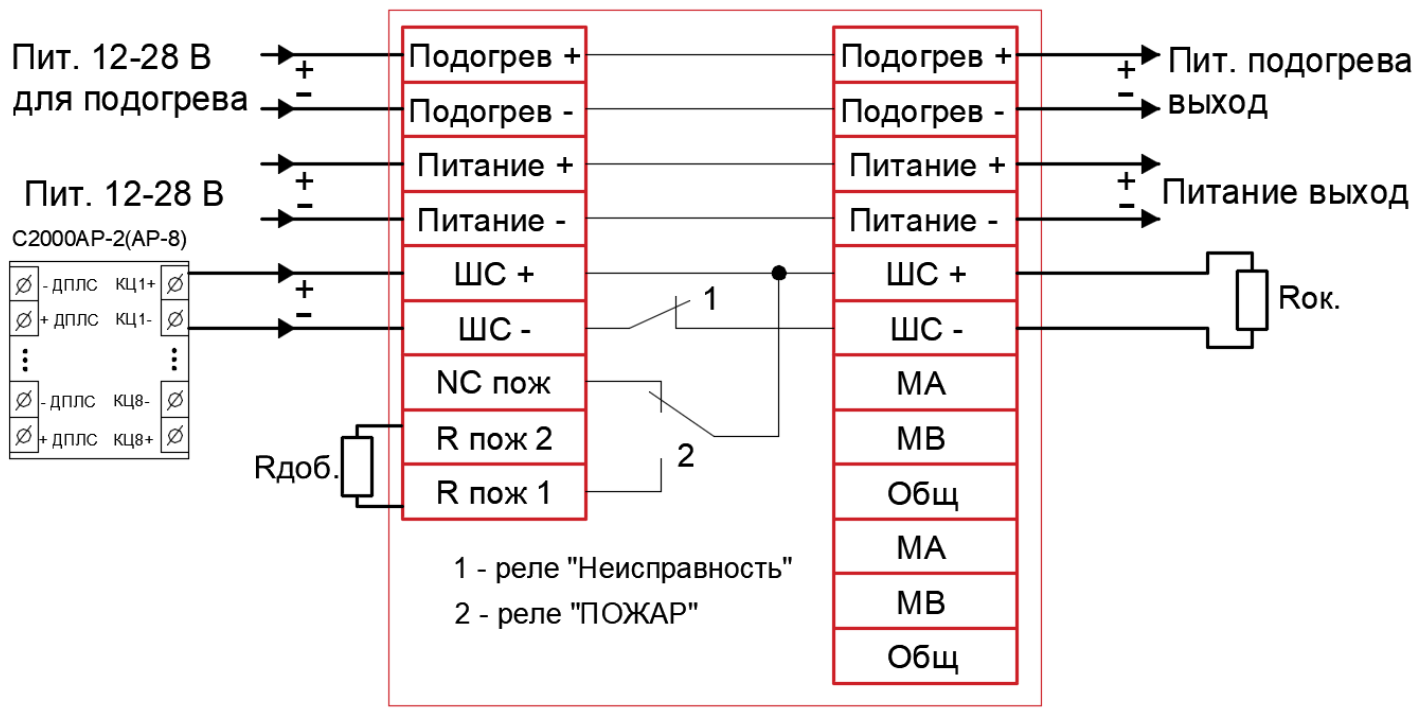 Пит. 12-28 В
для подогрева
+
−
Пит. 12-28 В
+
−
С2000АР-2(АР-8)
- ДПЛС КЦ1+
+ ДПЛС КЦ1-
- ДПЛС КЦ8-
+ ДПЛС КЦ8+
+
−
Rдоб.
Подогрев +
Подогрев -
Питание +
Питание -
ШС +
ШС -
NC пож
R пож 2
R пож 1
1
2
1 - реле "Неисправность"
2 - реле "ПОЖАР"
Подогрев +
Подогрев -
Питание +
Питание -
ШС +
ШС -
МА
МВ
Общ
МА
МВ
Общ
+
−
Пит. подогрева
выход
+
−
Питание выход
Rок.